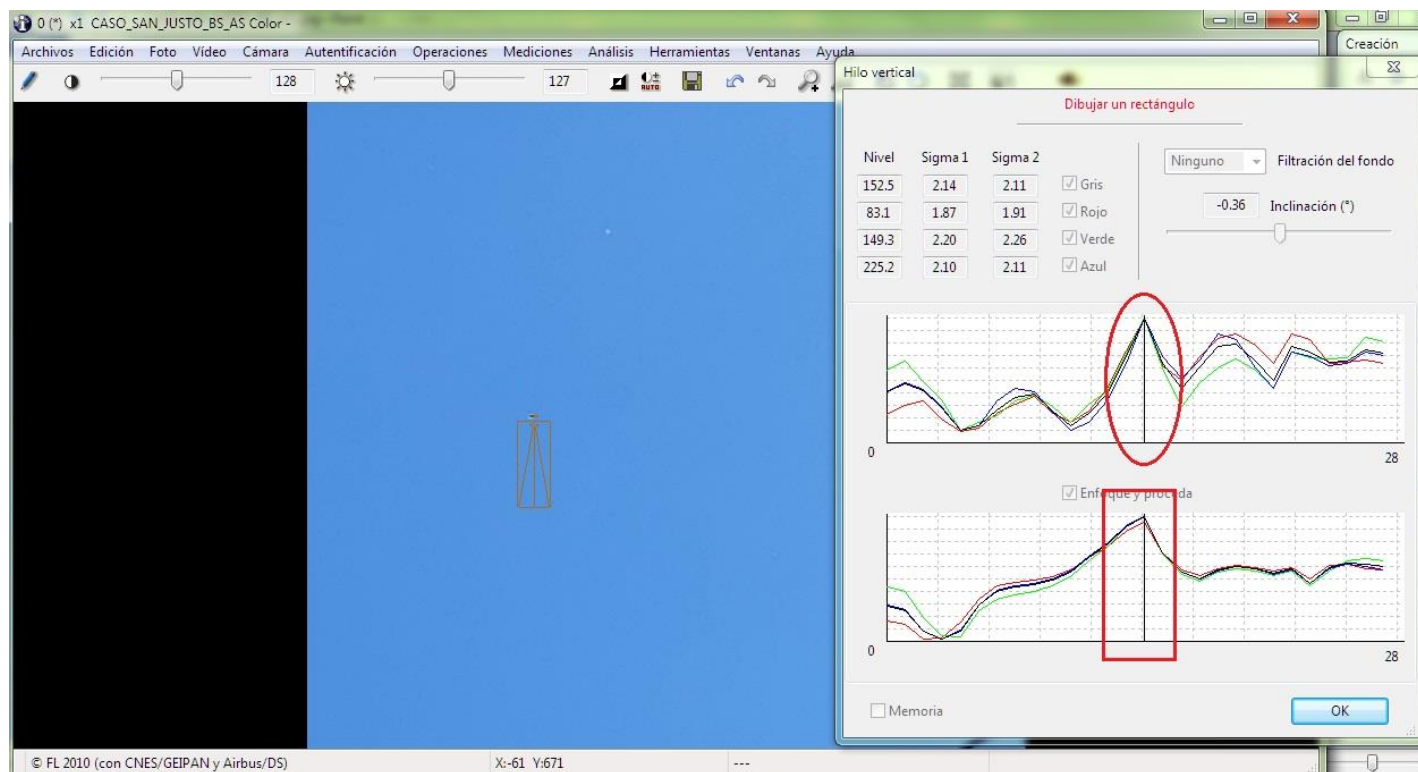 0 (*) x1 CASO_SAN_JUSTO_BS_AS Color -
Archivos Edición Foto Vídeo Cámara Autentificación Operaciones Mediciones Análisis Herramientas Ventanas Ayuda
Creación
128 127 AUTO
Hilo vertical
Dibujar un rectángulo
Nivel Sigma 1 Sigma 2
Ninguno Filtración del fondo
152.5 2.14 2.11 Gris
-0.36 Inclinación (°)
83.1 1.87 1.91 Rojo
149.3 2.20 2.26 Verde
225.2 2.10 2.11 Azul
0 28
Enfoque y proceda
0 28
Memoria OK
© FL 2010 (con CNES/GEIPAN y Airbus/DS) X:-61 Y:671 ---